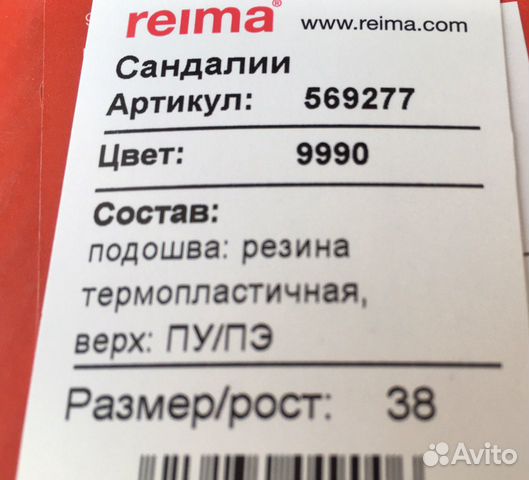 reima® www.reima.com
Сандалии
Артикул: 569277
Цвет: 9990
Состав:
подошва: резина
термопластичная,
верх: ПУ/ПЭ
Размер/рост: 38
Avito